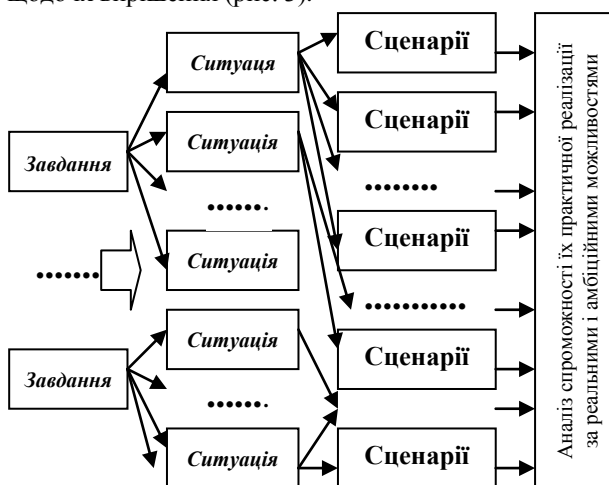 щодо їх вирішення (рис. 3).
Завдання
.......
Завдання
Ситуаця
Ситуація
.......
Ситуація
Ситуація
.......
Ситуація
Сценарії
Сценарії
........
Сценарії
...........
Сценарії
Сценарії
Аналіз спроможності їх практичної реалізації
за реальними і амбіційними можливостями